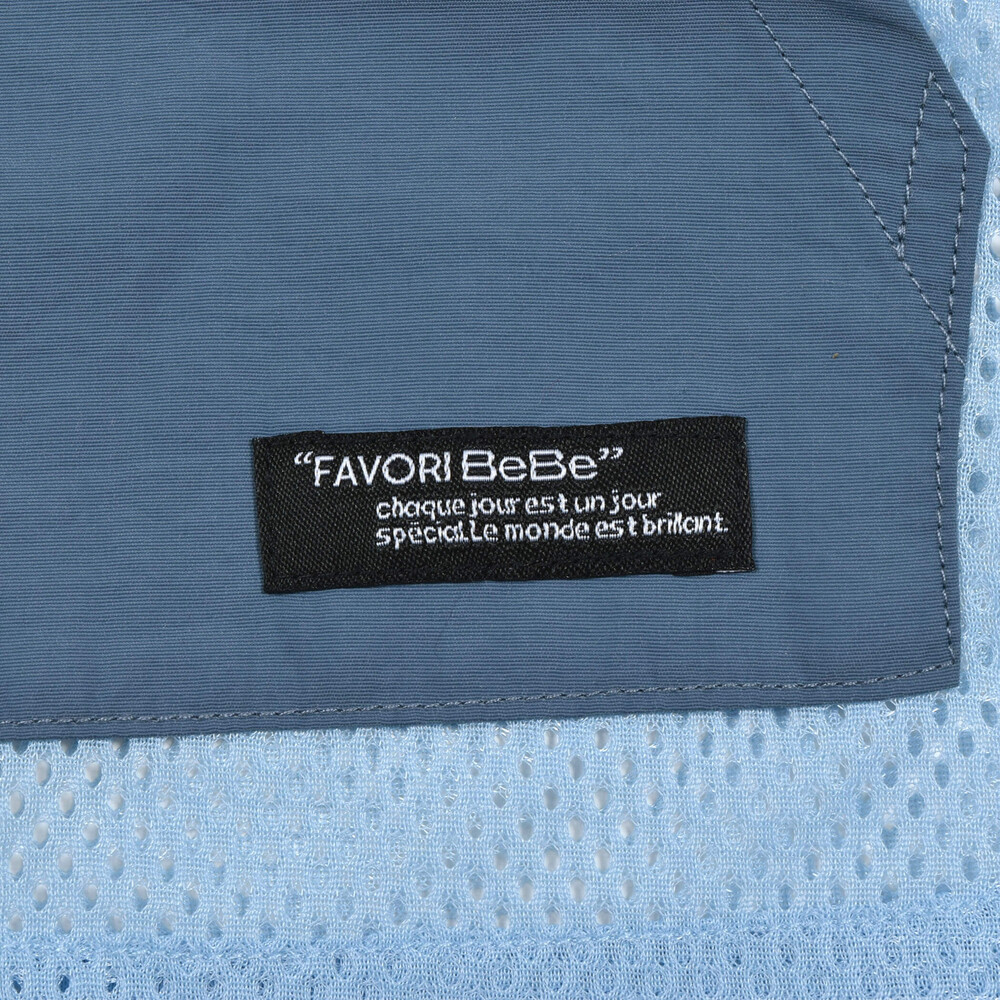 “FAVORI BeBe”
chaque jour est un jour
spécial.Le monde est brillant.